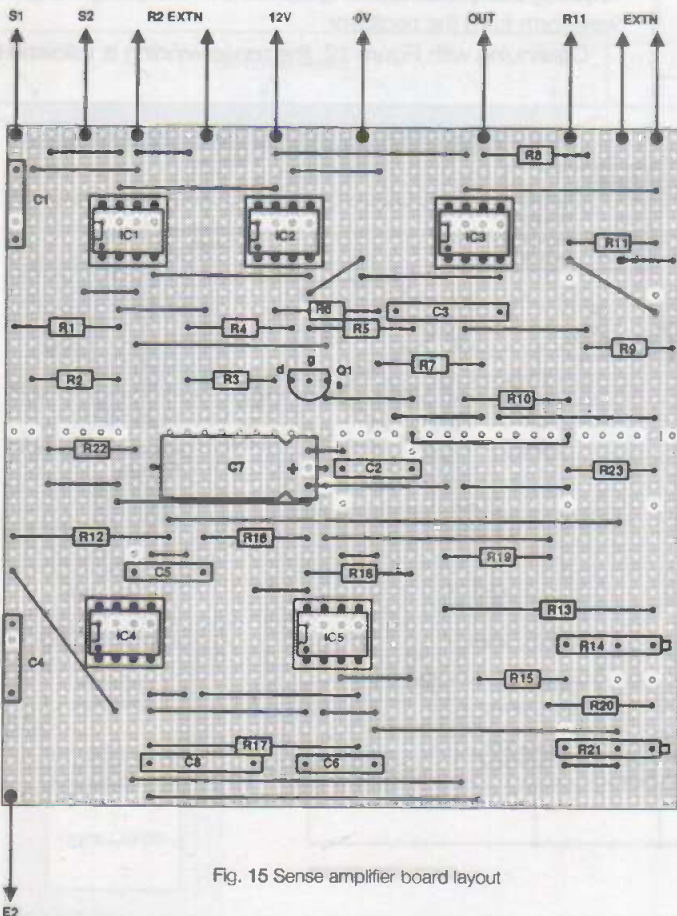 S1 S2 R2 EXTN 12V 0V OUT R11 EXTN
R8
C1
IC1 IC2 IC3
R11
R6 C3
R1 R4 R5
R9
R7
g
d Q1
s
R2 R3
R10
R22
C7 + C2 R23
R12 R16
R19
C5 R18
R13
IC4 IC5
R14
C4
R15
R20
R17
R21
C8 C6
Fig. 15 Sense amplifier board layout
E2